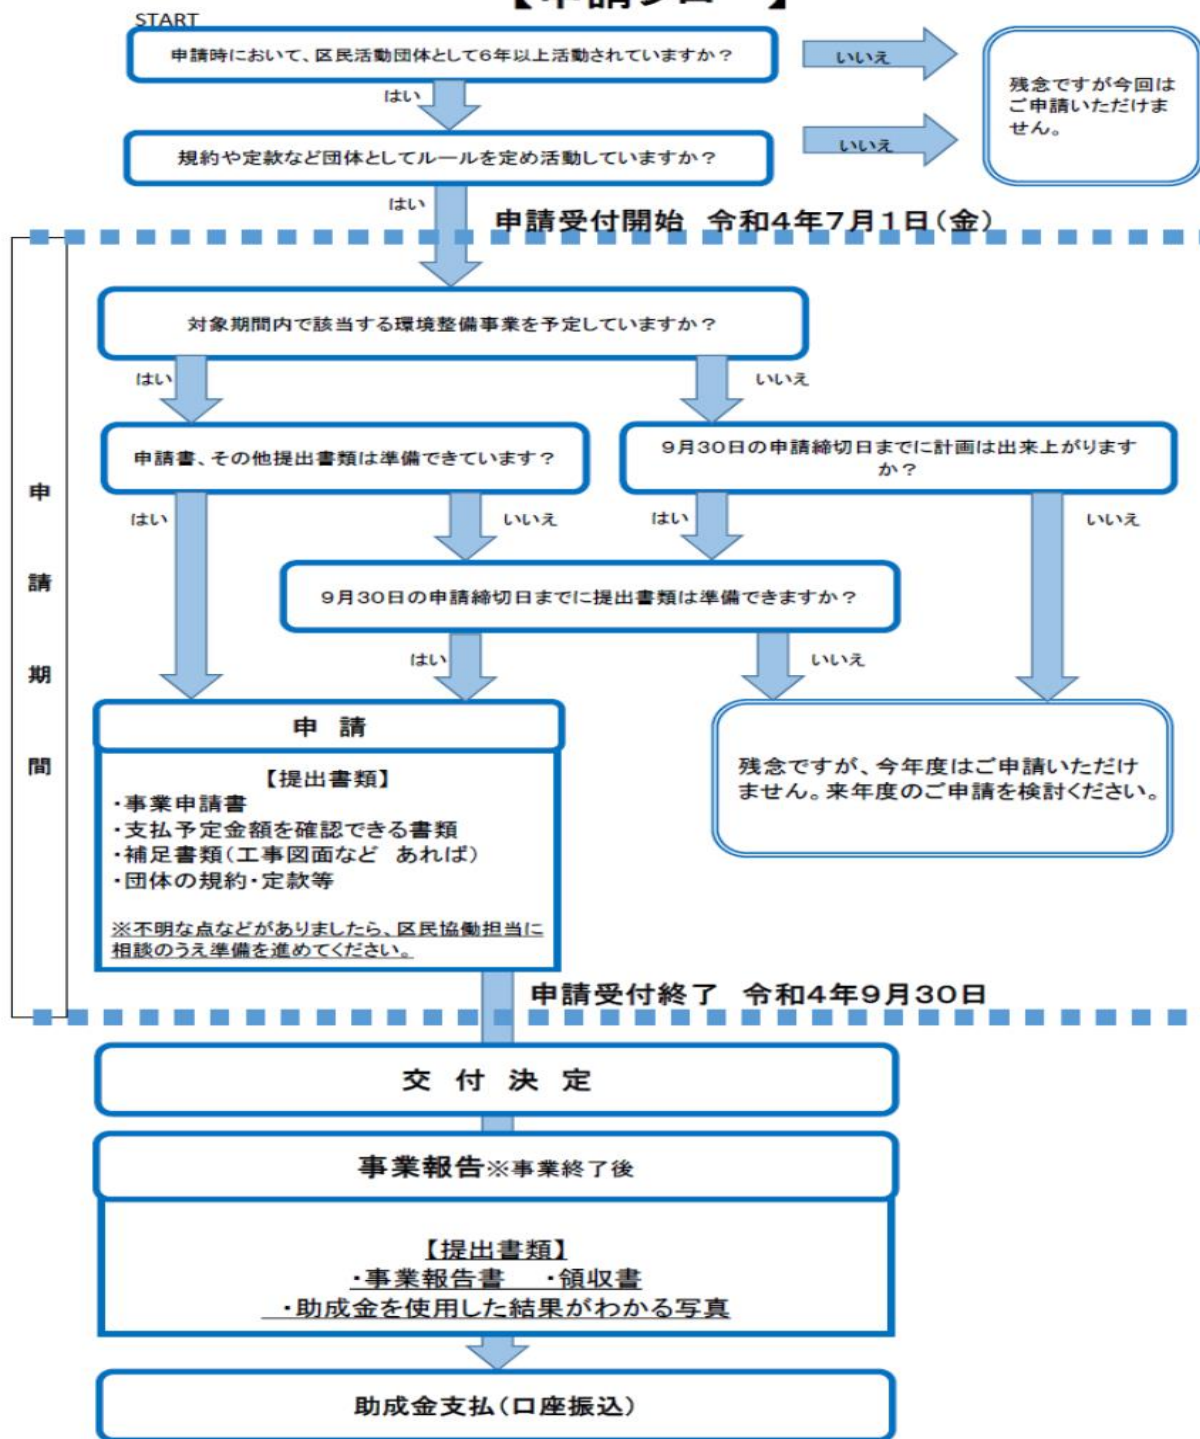 【申請フロー】
START
申請時において、区民活動団体として6年以上活動されていますか？
いいえ
残念ですが今回は
ご申請いただけま
せん。
はい
規約や定款など団体としてルールを定め活動していますか？
いいえ
はい
申請受付開始 令和4年7月1日(金)
対象期間内で該当する環境整備事業を予定していますか？
はい
いいえ
申請書、その他提出書類は準備できています？
9月30日の申請締切日までに計画は出来上がります
か？
はい
いいえ
はい
いいえ
9月30日の申請締切日までに提出書類は準備できますか？
はい
いいえ
申請期間
申 請
【提出書類】
・事業申請書
・支払予定金額を確認できる書類
・補足書類(工事図面など あれば)
・団体の規約・定款等
※不明な点などがありましたら、区民協働担当に
相談のうえ準備を進めてください。
残念ですが、今年度はご申請いただけ
ません。来年度のご申請を検討ください。
申請受付終了 令和4年9月30日
交 付 決 定
事業報告※事業終了後
【提出書類】
・事業報告書 ・領収書
・助成金を使用した結果がわかる写真
助成金支払(口座振込)